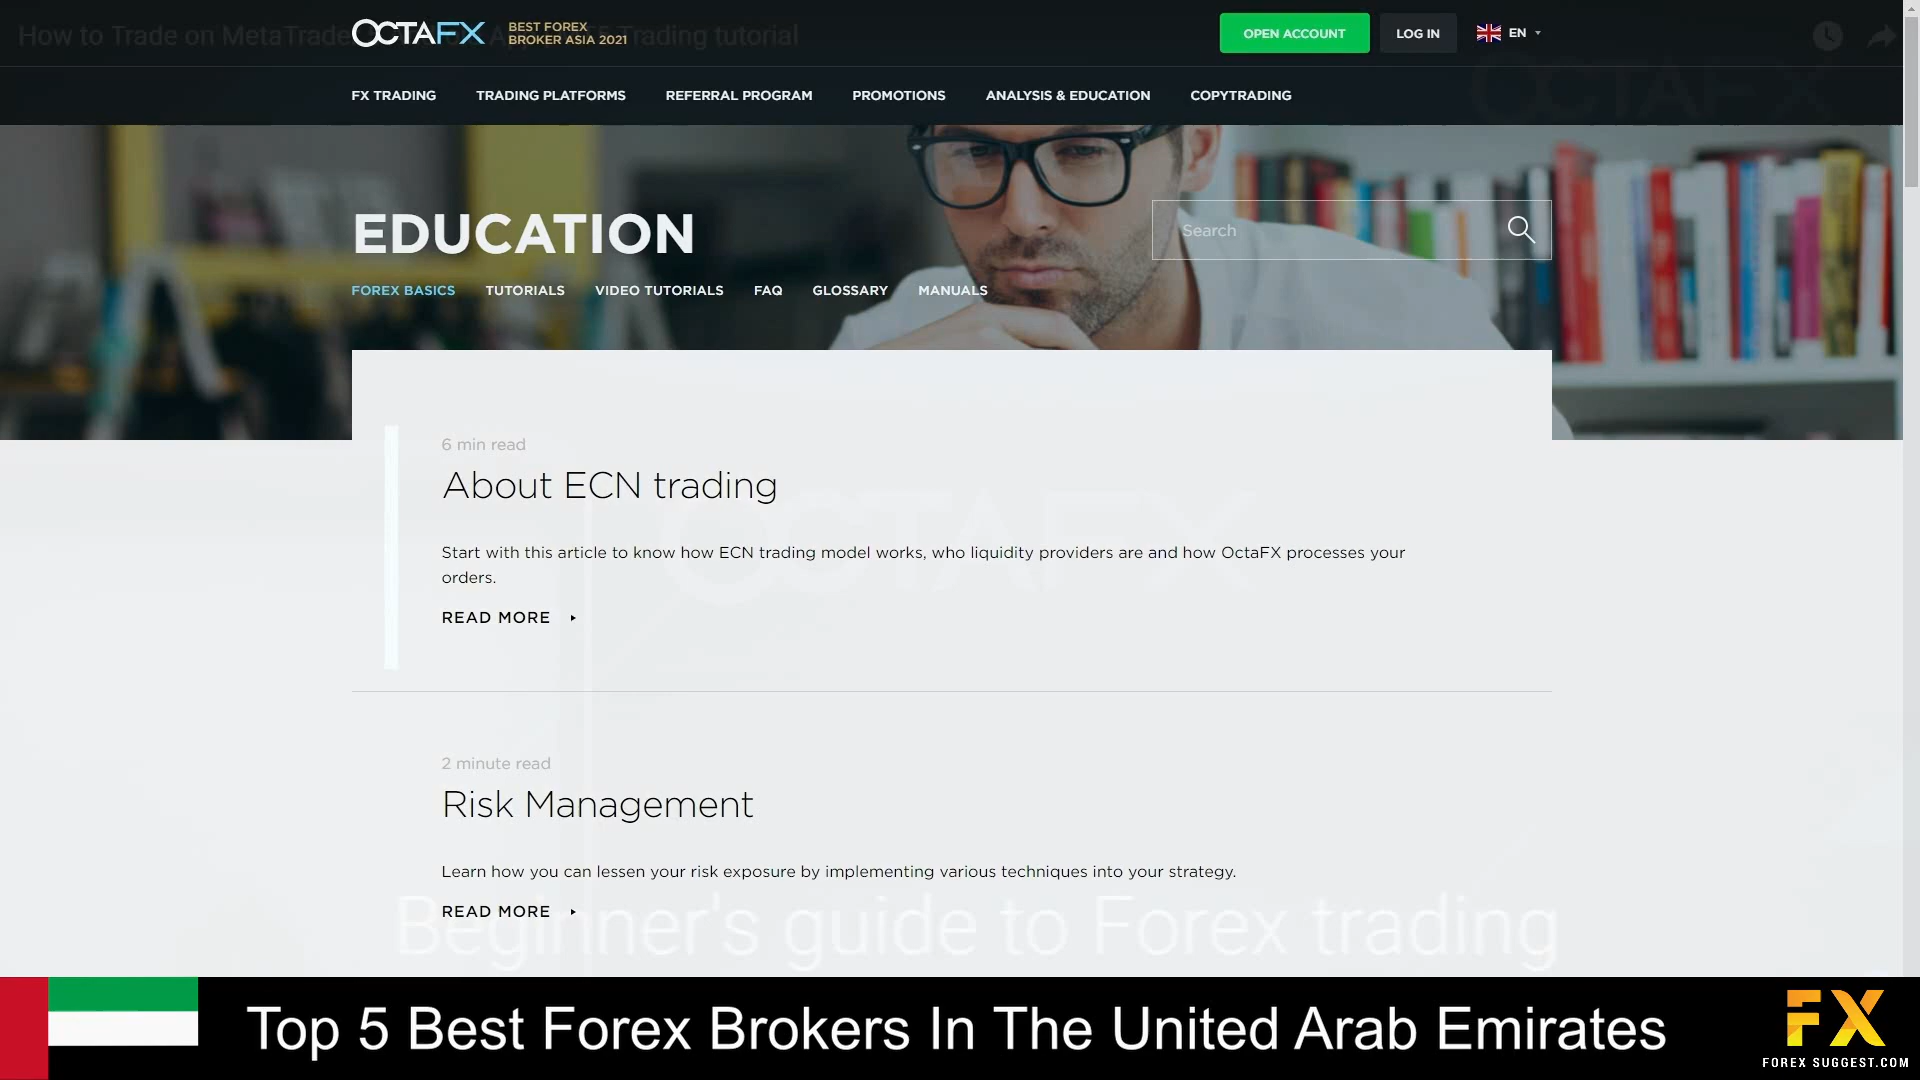 How to Trade on MetaTrade
Trading tutorial
OCTAFX
BEST FOREX
BROKER ASIA 2021
OPEN ACCOUNT
LOG IN
EN
FX TRADING
TRADING PLATFORMS
REFERRAL PROGRAM
PROMOTIONS
ANALYSIS & EDUCATION
COPYTRADING
OCTAFX
EDUCATION
Search
FOREX BASICS
TUTORIALS
VIDEO TUTORIALS
FAQ
GLOSSARY
MANUALS
6 min read
About ECN trading
OCTAFX
Start with this article to know how ECN trading model works, who liquidity providers are and how OctaFX processes your
orders.
READ MORE
2 minute read
Risk Management
Learn how you can lessen your risk exposure by implementing various techniques into your strategy.
READ MORE
Beginner's guide to Forex trading
Top 5 Best Forex Brokers In The United Arab Emirates
FX
FOREX SUGGEST.COM